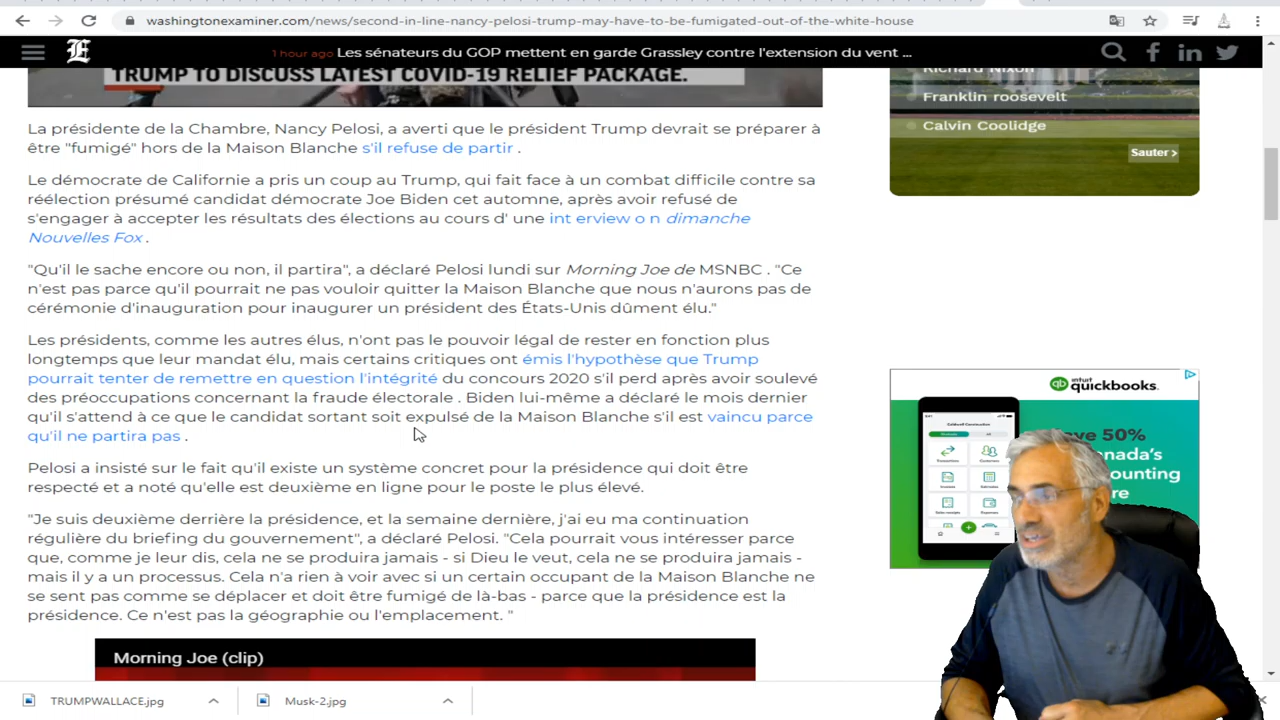 washingtonexaminer.com/news/second-in-line-nancy-pelosi-trump-may-have-to-be-fumigated-out-of-the-white-house
E 1 hour ago Les sénateurs du GOP mettent en garde Grassley contre l'extension du vent ...
TRUMP TO DISCUSS LATEST COVID-19 RELIEF PACKAGE.
Richard Nixon
Franklin roosevelt
Calvin Coolidge
Sauter >
La présidente de la Chambre, Nancy Pelosi, a averti que le président Trump devrait se préparer à
être "fumigé" hors de la Maison Blanche s'il refuse de partir .
Le démocrate de Californie a pris un coup au Trump, qui fait face à un combat difficile contre sa
réélection présumé candidat démocrate Joe Biden cet automne, après avoir refusé de
s'engager à accepter les résultats des élections au cours d' une int erview o n dimanche
Nouvelles Fox .
"Qu'il le sache encore ou non, il partira", a déclaré Pelosi lundi sur Morning Joe de MSNBC . "Ce
n'est pas parce qu'il pourrait ne pas vouloir quitter la Maison Blanche que nous n'aurons pas de
cérémonie d'inauguration pour inaugurer un président des États-Unis dûment élu."
Les présidents, comme les autres élus, n'ont pas le pouvoir légal de rester en fonction plus
longtemps que leur mandat élu, mais certains critiques ont émis l'hypothèse que Trump
pourrait tenter de remettre en question l'intégrité du concours 2020 s'il perd après avoir soulevé
des préoccupations concernant la fraude électorale . Biden lui-même a déclaré le mois dernier
qu'il s'attend à ce que le candidat sortant soit expulsé de la Maison Blanche s'il est vaincu parce
qu'il ne partira pas .
Pelosi a insisté sur le fait qu'il existe un système concret pour la présidence qui doit être
respecté et a noté qu'elle est deuxième en ligne pour le poste le plus élevé.
"Je suis deuxième derrière la présidence, et la semaine dernière, j'ai eu ma continuation
régulière du briefing du gouvernement", a déclaré Pelosi. "Cela pourrait vous intéresser parce
que, comme je leur dis, cela ne se produira jamais - si Dieu le veut, cela ne se produira jamais -
mais il y a un processus. Cela n'a rien à voir avec si un certain occupant de la Maison Blanche ne
se sent pas comme se déplacer et doit être fumigé de là-bas - parce que la présidence est la
présidence. Ce n'est pas la géographie ou l'emplacement. "
Morning Joe (clip)
intuit
quickbooks.
50%
TRUMPWALLACE.jpg
Musk-2.jpg